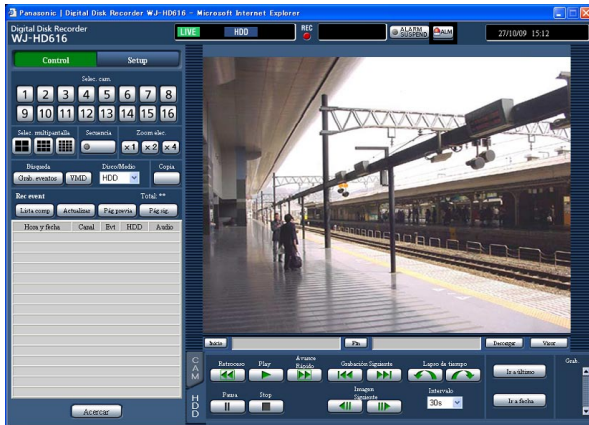 Panasonic | Digital Disk Recorder WJ-HD616 - Microsoft Internet Explorer
Digital Disk Recorder
WJ-HD616
LIVE
HDD
REC
ALARM SUSPEND
ALM
27/10/09 15:12
Control
Setup
Selec. cam.
1 2 3 4 5 6 7 8
9 10 11 12 13 14 15 16
Selec. multipantalla
Secuencia
Zoom elec.
x1 x2 x4
Búsqueda
Disco/Medio
Copia
Grab. eventos
VMD
HDD
Rec event
Total: **
Lista comp
Actualizar
Pág previa
Pág sig.
Hora y fecha
Canal
Evt
HDD
Audio
Acercar
Inicio
Fin
Descargar
Visor
CAM
HDD
Retroceso
Play
Avance Rápido
Grabación Siguiente
Lapso de tiempo
Ir a último
Grab.
Pausa
Stop
Imagen Siguiente
Intervalo
30s
Ir a fecha